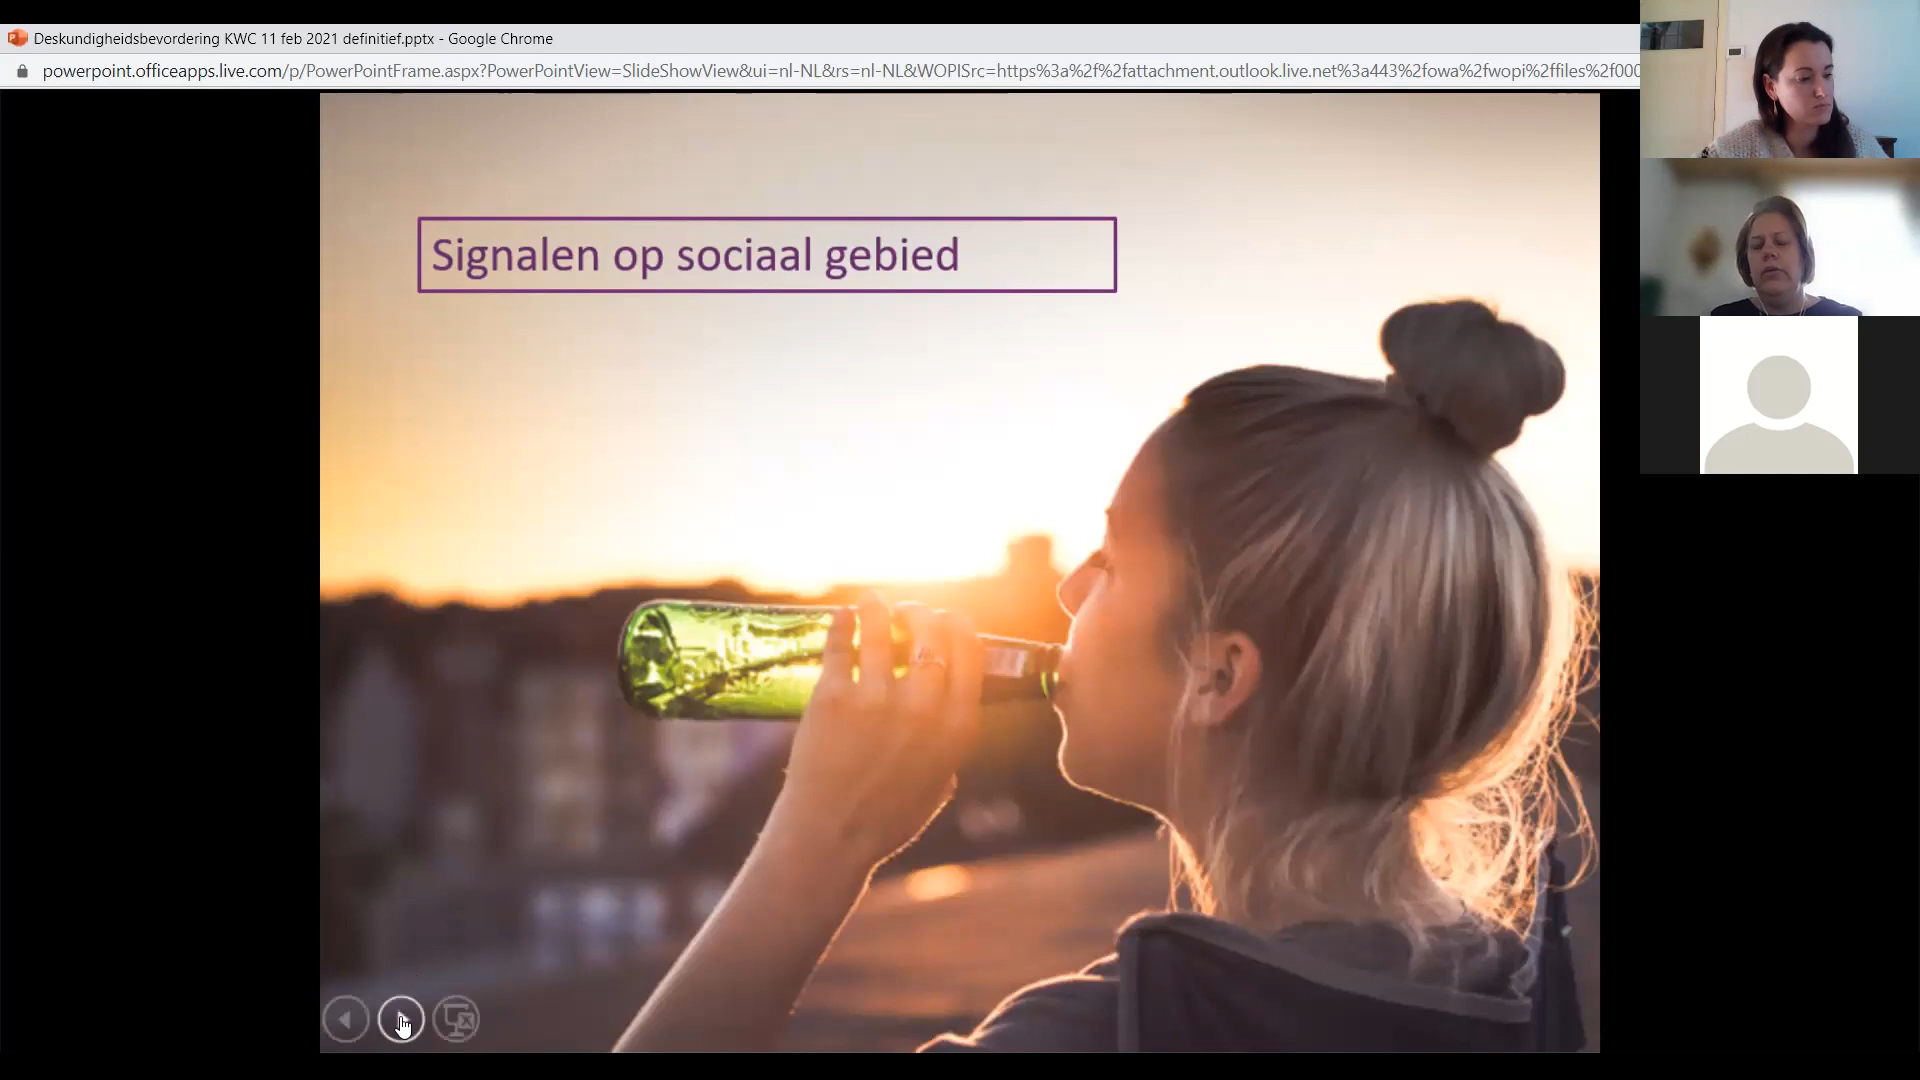 Deskundigheidsbevordering KWC 11 feb 2021 definitief.pptx - Google Chrome
powerpoint.officeapps.live.com/p/PowerPointFrame.aspx?PowerPointView=SlideShowView&ui=nl-NL&rs=nl-NL&WOPISrc=https%3a%2f%2fattachment.outlook.live.net%3a443%2fowa%2fwopi%2ffiles%2f000
Signalen op sociaal gebied